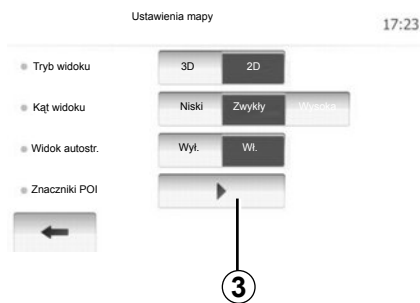 Ustawienia mapy
17:23
Tryb widoku 3D 2D
Kąt widoku Niski Zwykły Wysoka
Widok autostr. Wył. Wł.
Znaczniki POI
3